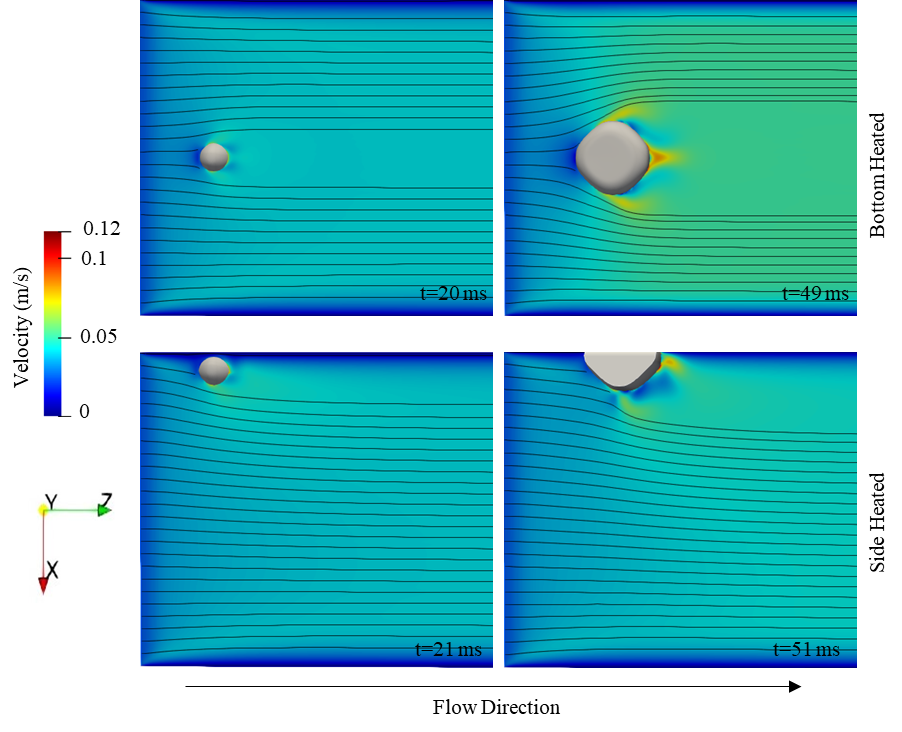 Bottom Heated
t=20 ms
t=49 ms
Velocity (m/s)
0.12
0.1
0.05
0
Y
Z
X
Side Heated
t=21 ms
t=51 ms
Flow Direction